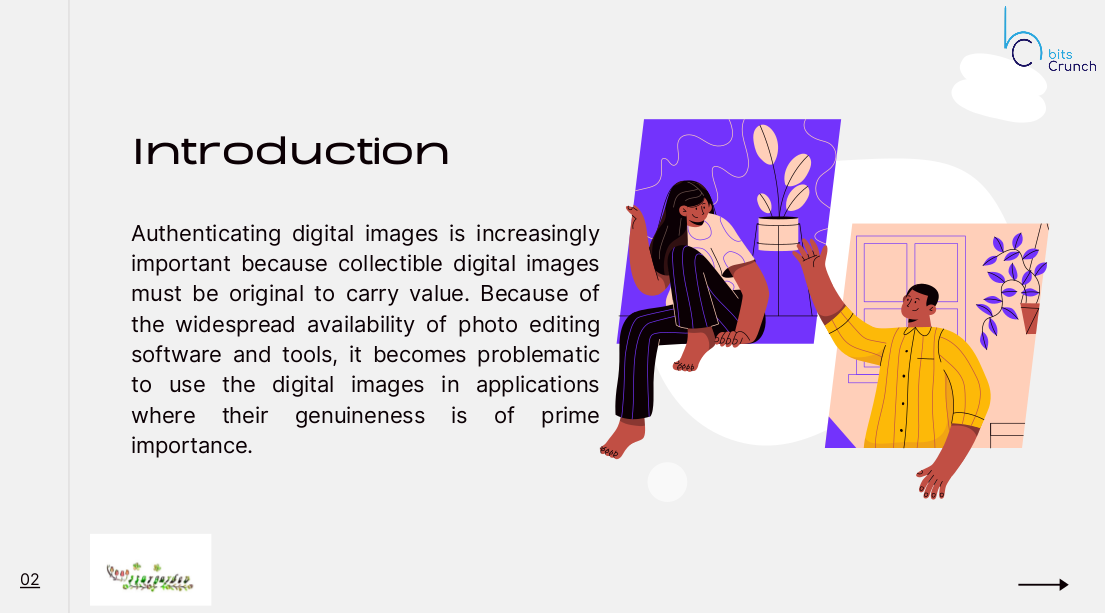 bits
Crunch
Introduction
Authenticating digital images is increasingly
important because collectible digital images
must be original to carry value. Because of
the widespread availability of photo editing
software and tools, it becomes problematic
to use the digital images in applications
where their genuineness is of prime
importance.
02